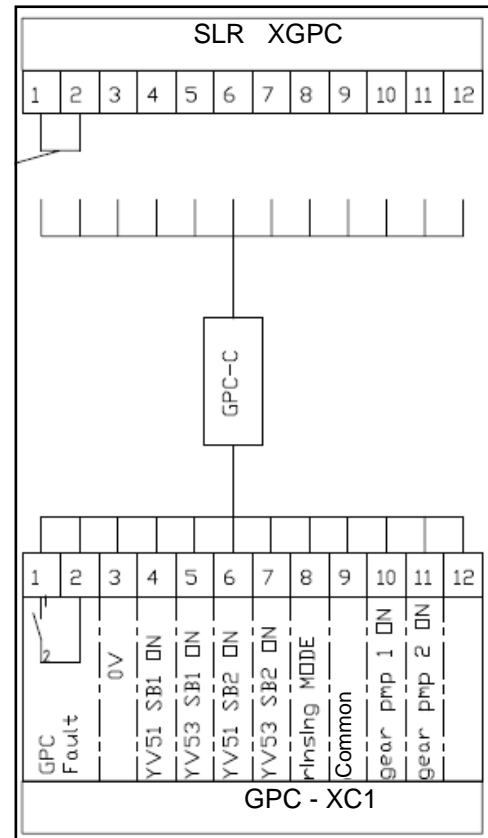 SLR XGPC
1 2 3 4 5 6 7 8 9 10 11 12
GPC-C
1 2 3 4 5 6 7 8 9 10 11 12
2
GPC
Fault
0V
YV51 SB1 ON
YV53 SB1 ON
YV51 SB2 ON
YV53 SB2 ON
rInsIng MODE
Common
gear pmp 1 ON
gear pmp 2 ON
GPC - XC1